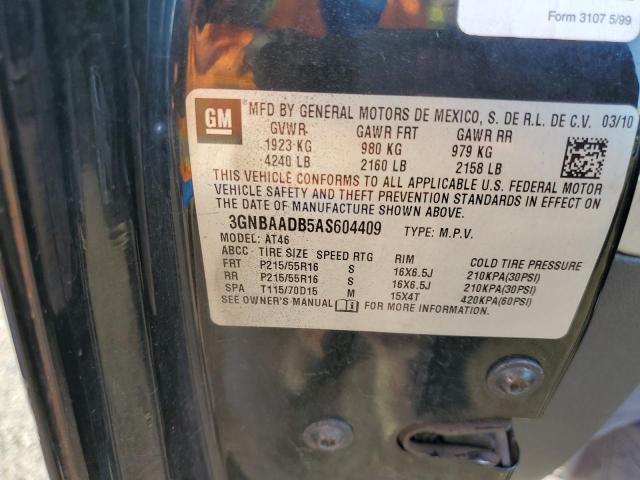 Form 3107 5/99
GM MFD BY GENERAL MOTORS DE MEXICO, S. DE R.L. DE C.V. 03/10
GVWR GAWR FRT GAWR RR
1923 KG 980 KG 979 KG
4240 LB 2160 LB 2158 LB
THIS VEHICLE CONFORMS TO ALL APPLICABLE U.S. FEDERAL MOTOR
VEHICLE SAFETY AND THEFT PREVENTION STANDARDS IN EFFECT ON
THE DATE OF MANUFACTURE SHOWN ABOVE.
3GNBAADB5AS604409 TYPE: M.P.V.
MODEL: AT46
ABCC TIRE SIZE SPEED RTG RIM COLD TIRE PRESSURE
FRT P215/55R16 S 16X6.5J 210KPA(30PSI)
RR P215/55R16 S 16X6.5J 210KPA(30PSI)
SPA T115/70D15 M 15X4T 420KPA(60PSI)
SEE OWNER'S MANUAL FOR MORE INFORMATION.